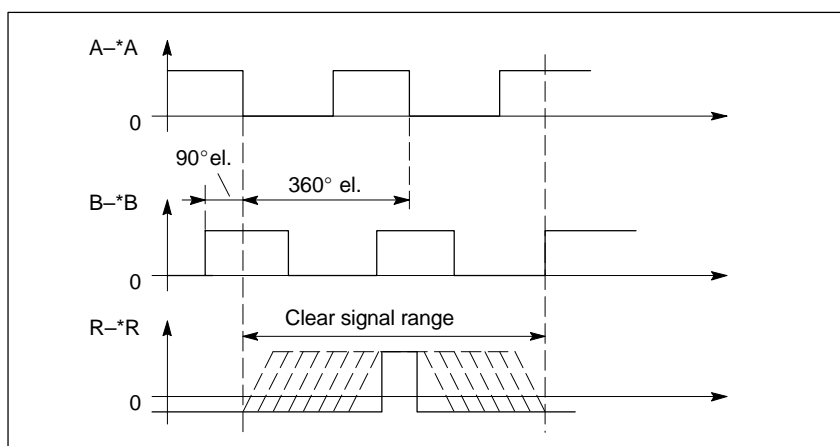 A–*A
0
90°el.
360° el.
B–*B
0
Clear signal range
R–*R
0